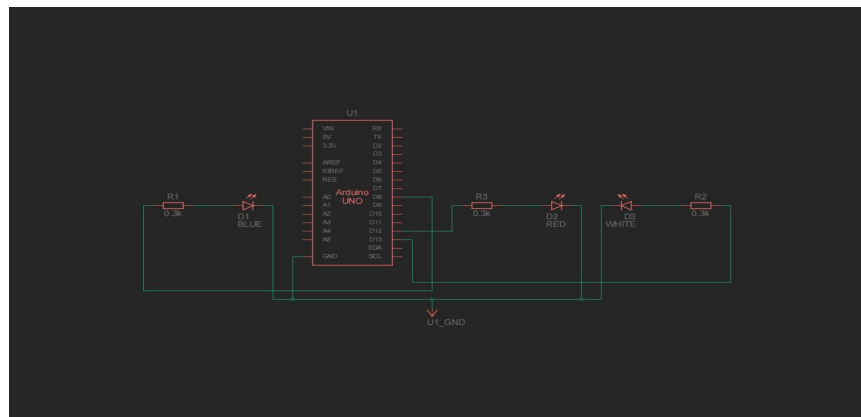 U1
VIN RX
5V TX
3.3V D2
D3
AREF D4
IOREF D5
RES D6
D7
Arduino
UNO
A0 D8
A1 D9
A2 D10
A3 D11
A4 D12
A5 D13
SDA
GND SCL
R1
0.3k
D1
BLUE
R3
0.3k
D2
RED
D3
WHITE
R2
0.3k
U1_GND